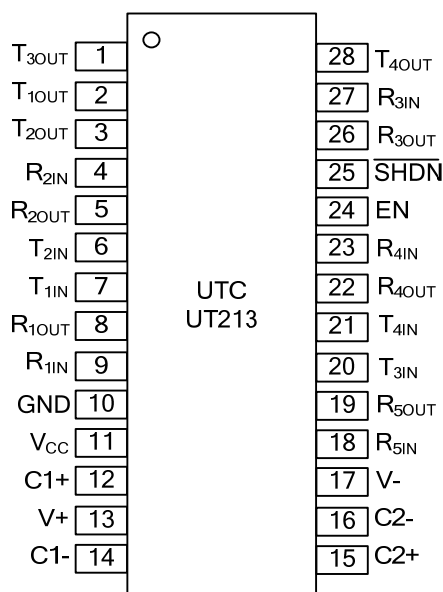 T3OUT 1 28 T4OUT
T1OUT 2 27 R3IN
T2OUT 3 26 R3OUT
R2IN 4 25 SHDN
R2OUT 5 24 EN
T2IN 6 23 R4IN
T1IN 7 22 R4OUT
R1OUT 8 21 T4IN
R1IN 9 20 T3IN
GND 10 19 R5OUT
VCC 11 18 R5IN
C1+ 12 17 V-
V+ 13 16 C2-
C1- 14 15 C2+
UTC
UT213